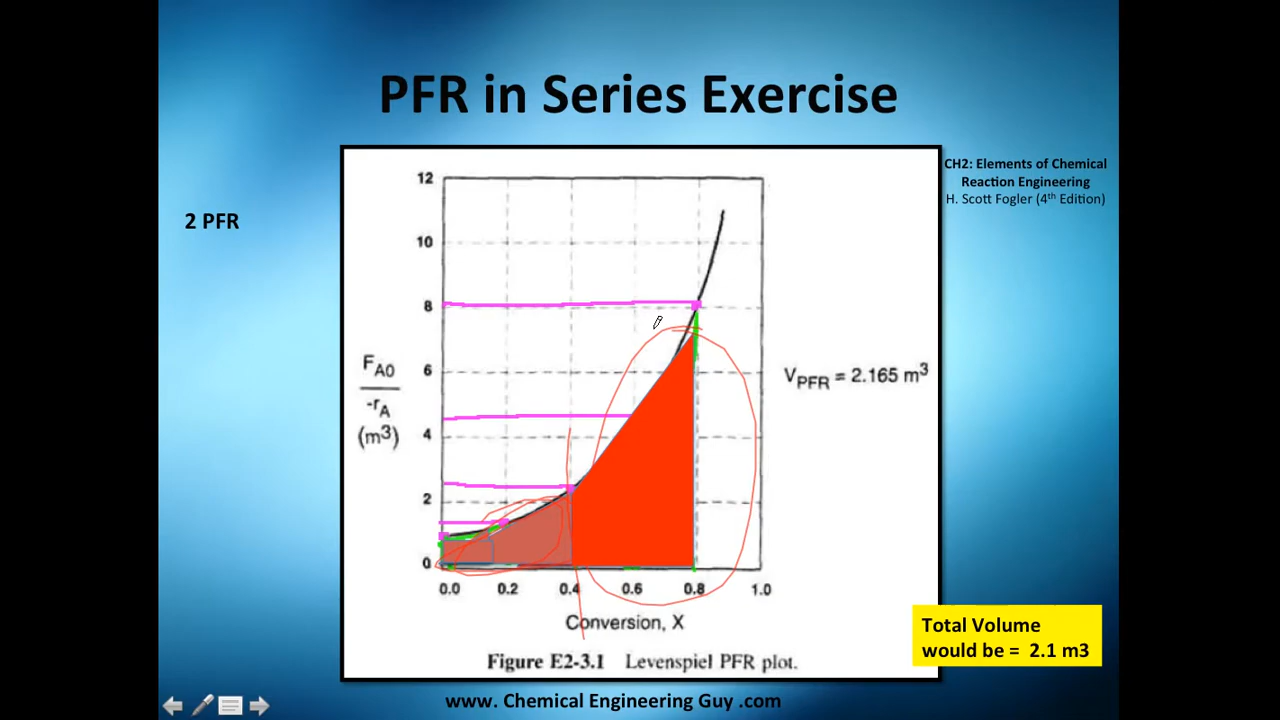 PFR in Series Exercise
CH2: Elements of Chemical
Reaction Engineering
H. Scott Fogler (4th Edition)
2 PFR
12
10
8
6
4
2
0
FA0
-rA
(m3)
VPFR = 2.165 m3
0.0 0.2 0.4 0.6 0.8 1.0
Conversion, X
Figure E2-3.1 Levenspiel PFR plot.
Total Volume
would be = 2.1 m3
www. Chemical Engineering Guy .com